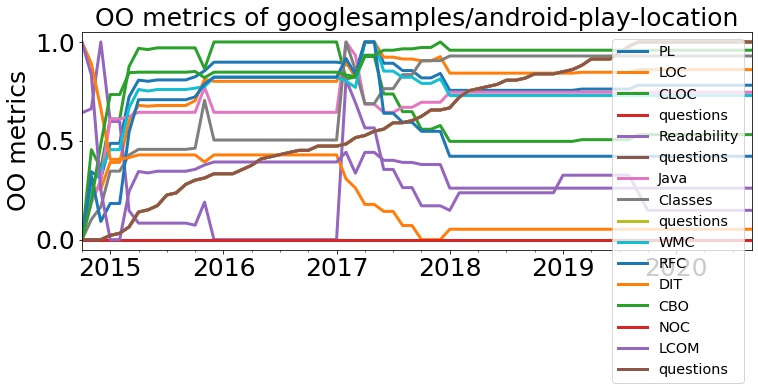 OO metrics of googlesamples/android-play-location
OO metrics
1.0
0.5
0.0
2015
2016
2017
2018
2019
2020
PL
LOC
CLOC
questions
Readability
questions
Java
Classes
questions
WMC
RFC
DIT
CBO
NOC
LCOM
questions